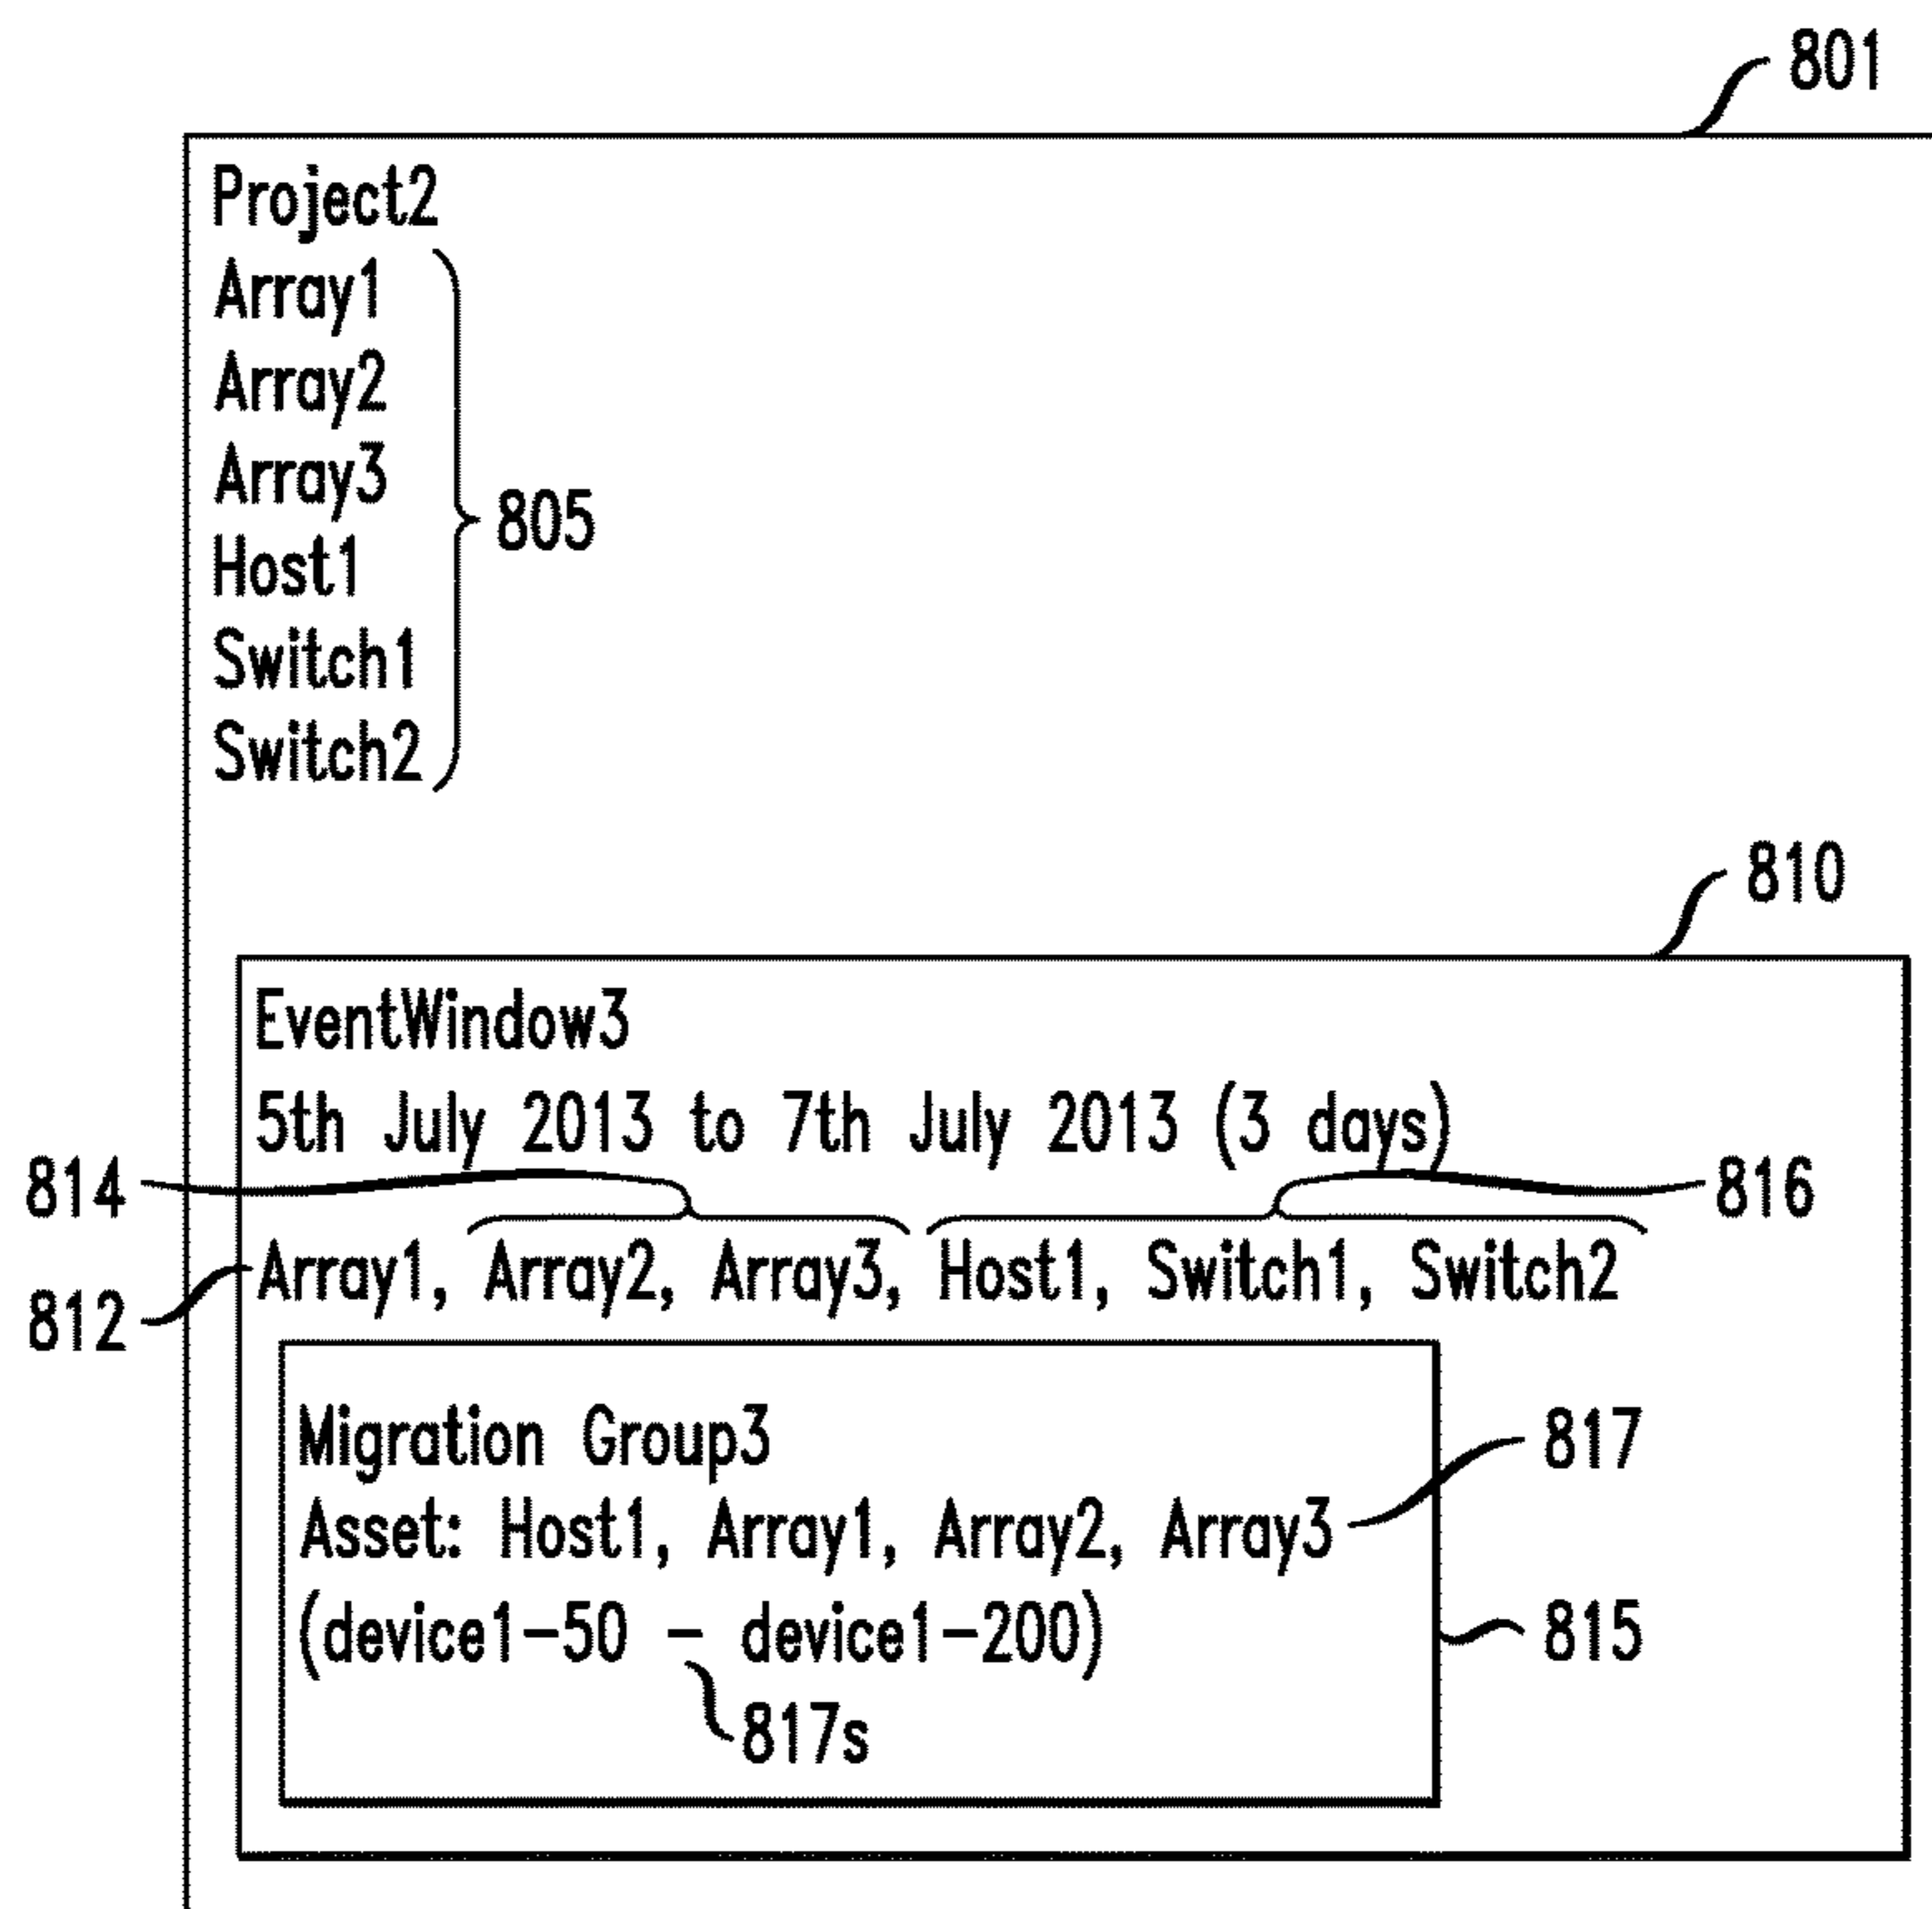 801
Project2
Array1
Array2
Array3
805
Host1
Switch1
Switch2
810
EventWindow3
5th July 2013 to 7th July 2013 (3 days)
814
816
Array1, Array2, Array3, Host1, Switch1, Switch2
812
Migration Group3
817
Asset: Host1, Array1, Array2, Array3
(device1-50 - device1-200)
815
817s